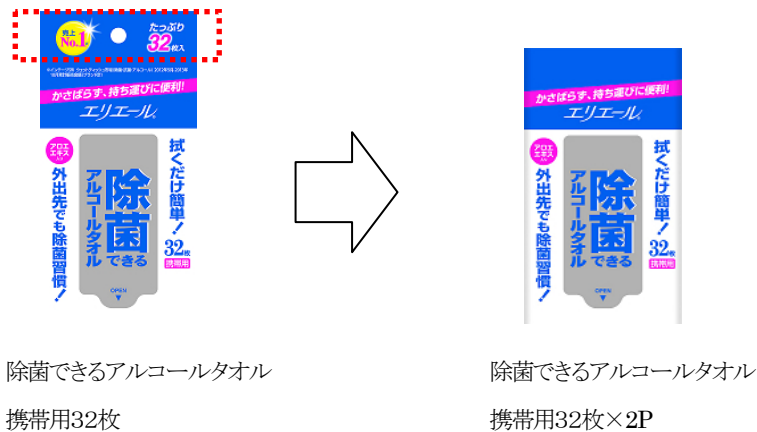 売上
No.1
たっぷり
32枚入
かさばらず、持ち運びに便利!
エリエール
アロエ
エキス
入り
外出先でも除菌習慣!
除菌できる
アルコールタオル
拭くだけ簡単!
32枚
携帯用
OPEN
かさばらず、持ち運びに便利!
エリエール
アロエ
エキス
入り
外出先でも除菌習慣!
除菌できる
アルコールタオル
拭くだけ簡単!
32枚
携帯用
OPEN
除菌できるアルコールタオル
携帯用32枚
除菌できるアルコールタオル
携帯用32枚×2P